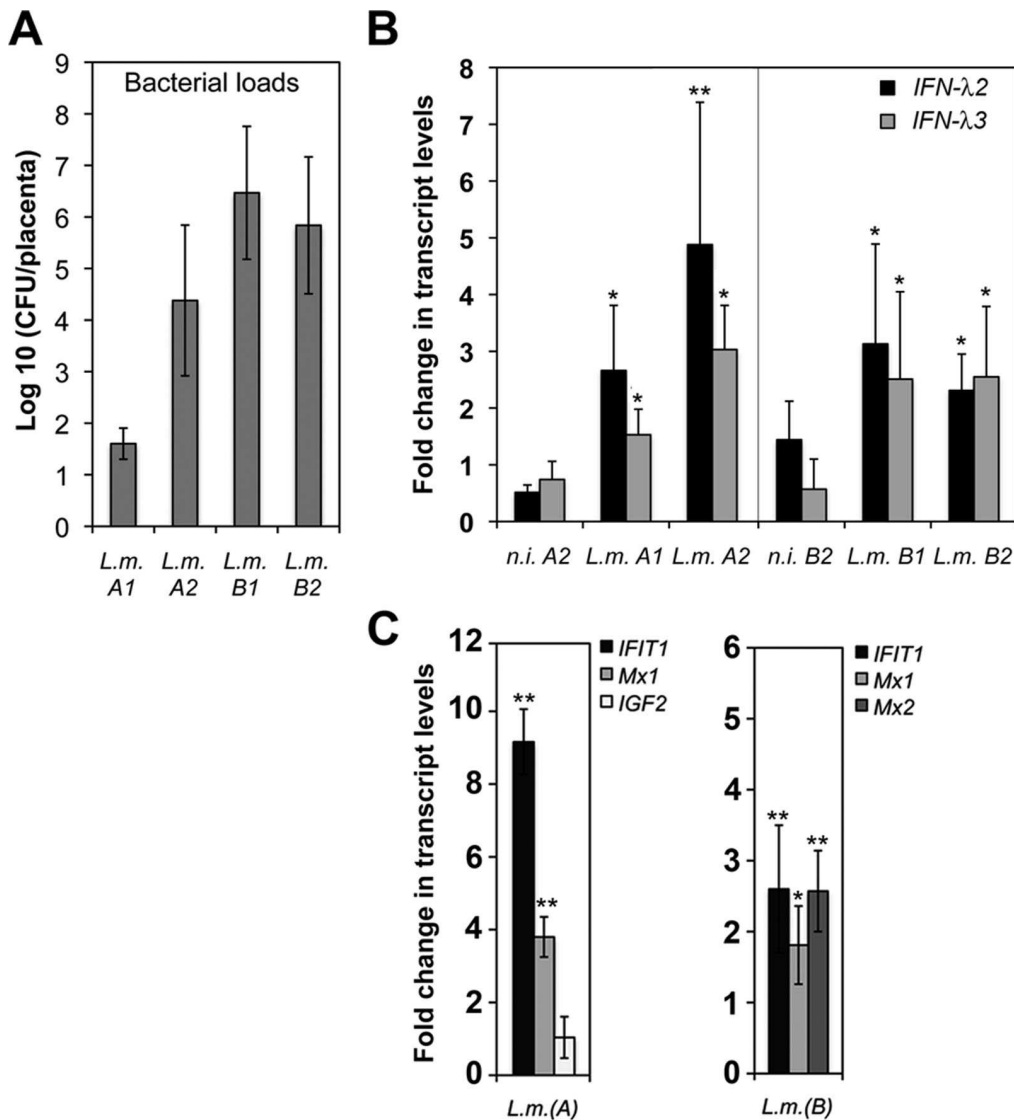 A
Log 10 (CFU/placenta)
9
8
7
6
5
4
3
2
1
0
Bacterial loads
L.m. L.m. L.m. L.m.
A1 A2 B1 B2
B
Fold change in transcript levels
8
7
6
5
4
3
2
1
0
IFN-λ2
IFN-λ3
* * ** * * * * *
n.i. A2 L.m. A1 L.m. A2 n.i. B2 L.m. B1 L.m. B2
C
Fold change in transcript levels
12
10
8
6
4
2
0
IFIT1
Mx1
IGF2
** **
L.m.(A)
6
5
4
3
2
1
0
IFIT1
Mx1
Mx2
** * **
L.m.(B)